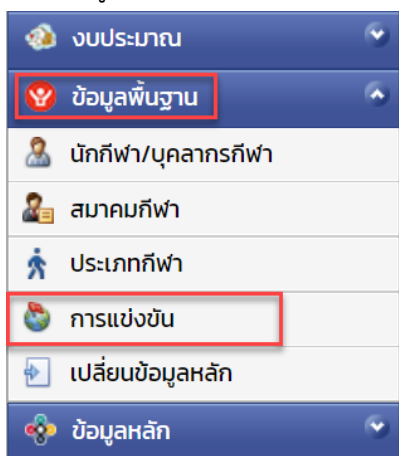 งบประมาณ
ข้อมูลพื้นฐาน
นักกีฬา/บุคลากรกีฬา
สมาคมกีฬา
ประเภทกีฬา
การแข่งขัน
เปลี่ยนข้อมูลหลัก
ข้อมูลหลัก